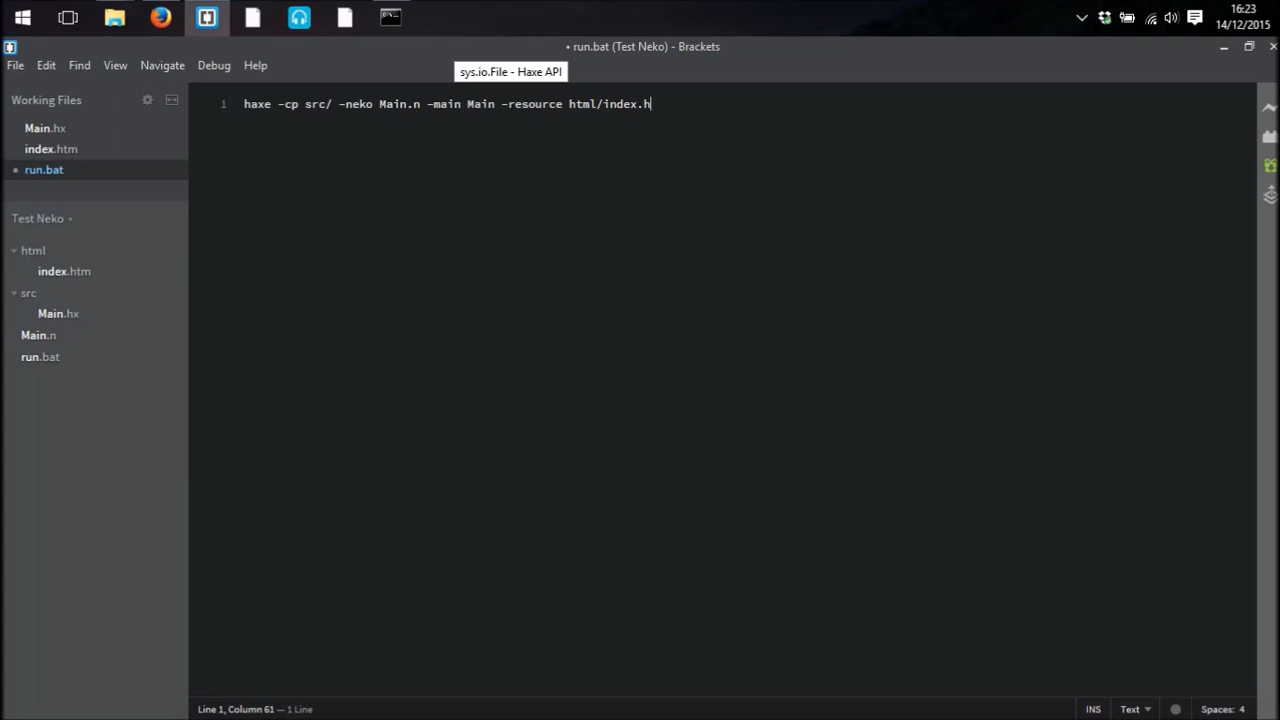 16:23
14/12/2015
• run.bat (Test Neko) - Brackets
File Edit Find View Navigate Debug Help
sys.io.File - Haxe API
Working Files
Main.hx
index.htm
run.bat
Test Neko
html
index.htm
src
Main.hx
Main.n
run.bat
1 haxe -cp src/ -neko Main.n -main Main -resource html/index.h
Line 1, Column 61 — 1 Line
INS Text Spaces: 4